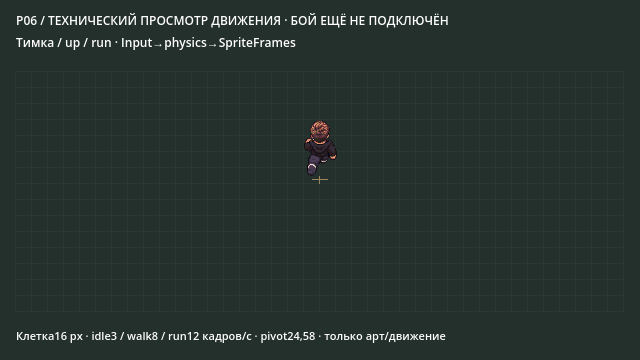 P06 / ТЕХНИЧЕСКИЙ ПРОСМОТР ДВИЖЕНИЯ · БОЙ ЕЩЁ НЕ ПОДКЛЮЧЁН
Тимка / up / run · Input→physics→SpriteFrames
Клетка16 px · idle3 / walk8 / run12 кадров/с · pivot24,58 · только арт/движение